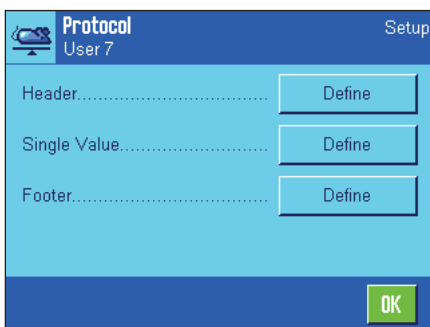 Protocol
Setup
User 7
Header................................... Define
Single Value........................... Define
Footer.................................... Define
OK